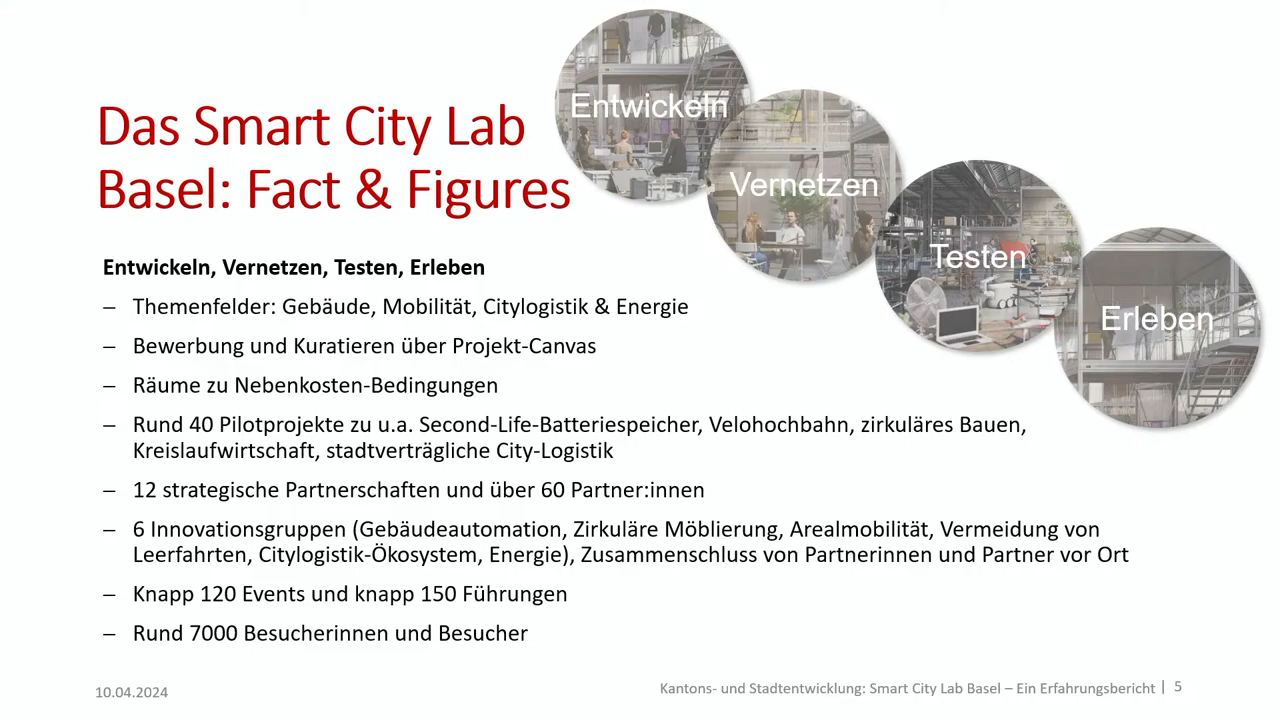 Das Smart City Lab
Basel: Fact & Figures
Entwickeln
Vernetzen
Testen
Erleben
Entwickeln, Vernetzen, Testen, Erleben
– Themenfelder: Gebäude, Mobilität, Citylogistik & Energie
– Bewerbung und Kuratieren über Projekt-Canvas
– Räume zu Nebenkosten-Bedingungen
– Rund 40 Pilotprojekte zu u.a. Second-Life-Batteriespeicher, Velohochbahn, zirkuläres Bauen,
Kreislaufwirtschaft, stadtverträgliche City-Logistik
– 12 strategische Partnerschaften und über 60 Partner:innen
– 6 Innovationsgruppen (Gebäudeautomation, Zirkuläre Möblierung, Arealmobilität, Vermeidung von
Leerfahrten, Citylogistik-Ökosystem, Energie), Zusammenschluss von Partnerinnen und Partner vor Ort
– Knapp 120 Events und knapp 150 Führungen
– Rund 7000 Besucherinnen und Besucher
10.04.2024
Kantons- und Stadtentwicklung: Smart City Lab Basel – Ein Erfahrungsbericht | 5